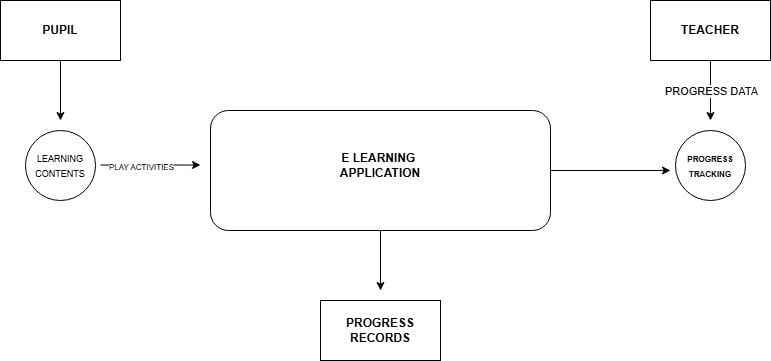 PUPIL
TEACHER
PROGRESS DATA
LEARNING
CONTENTS
PLAY ACTIVITIES
E LEARNING
APPLICATION
PROGRESS
TRACKING
PROGRESS
RECORDS